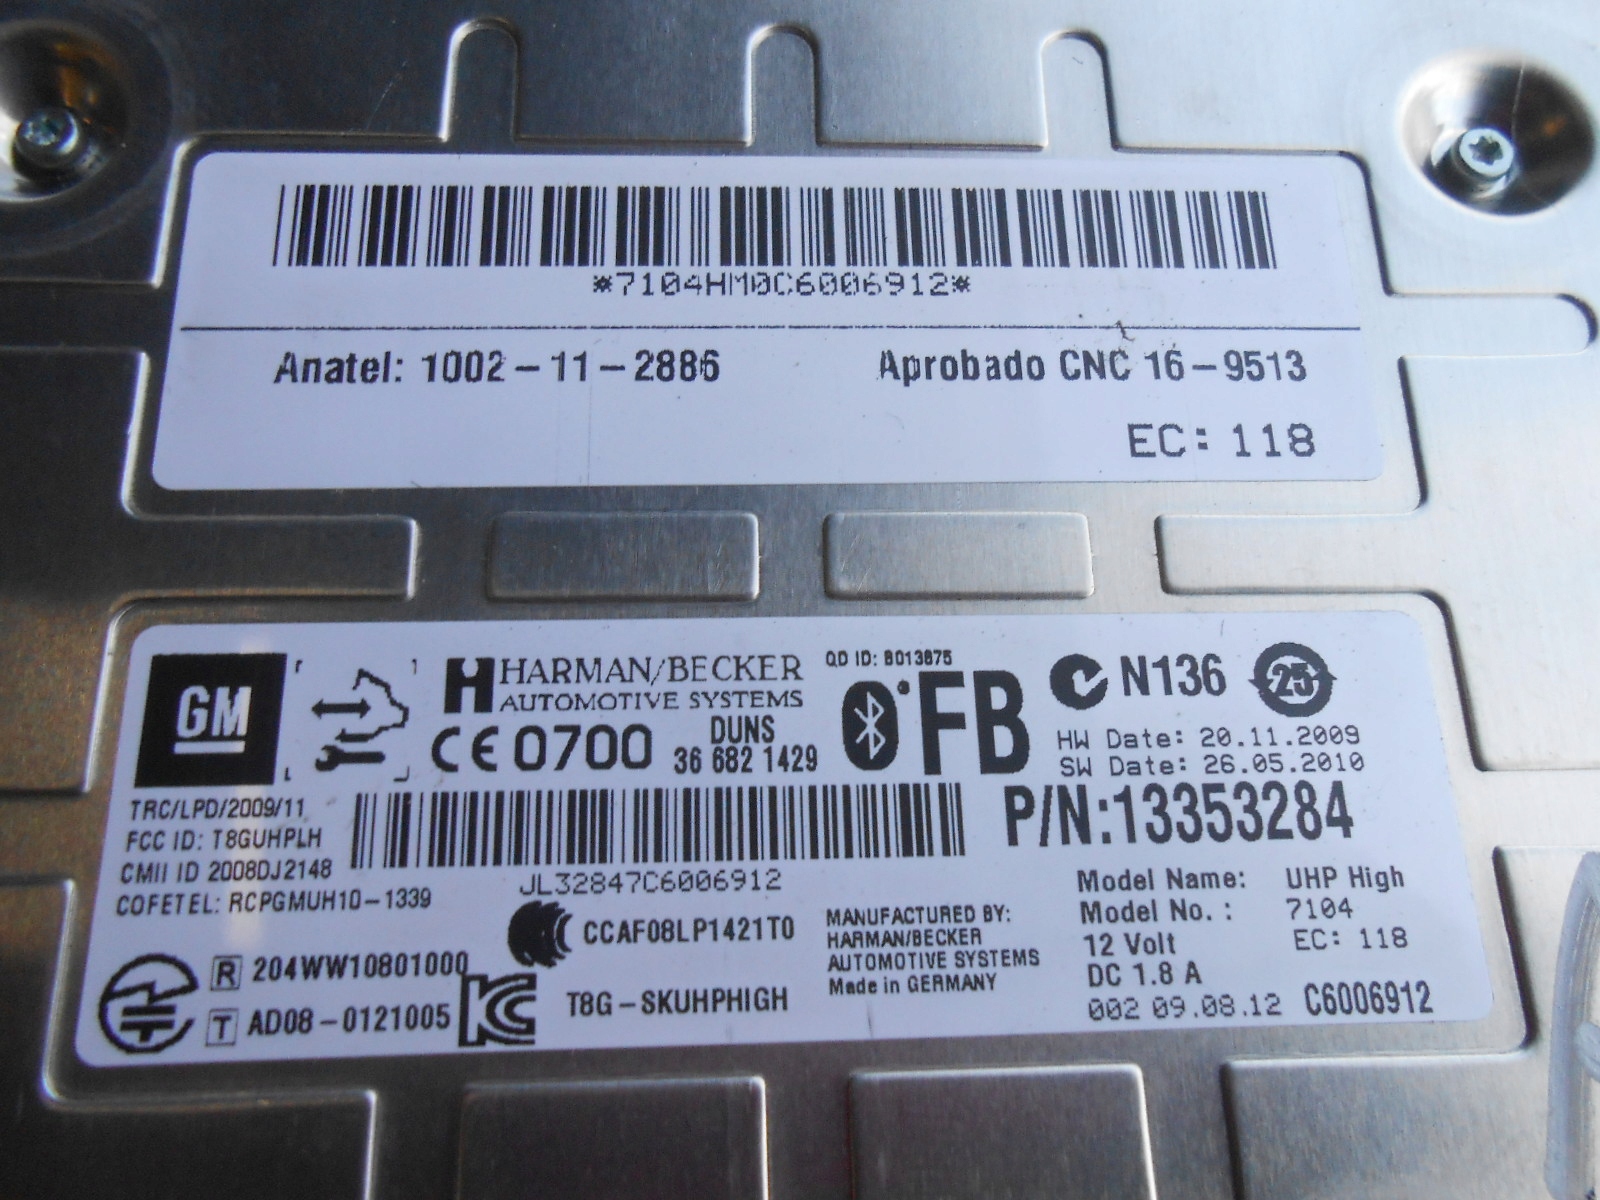 *7104HM0C6006912*
Anatel: 1002-11-2886 Aprobado CNC 16-9513
EC: 118
GM
HARMAN/BECKER
AUTOMOTIVE SYSTEMS
CE 0700
DUNS
36 682 1429
QD ID: B013875
FB
N136
25
HW Date: 20.11.2009
SW Date: 26.05.2010
P/N:13353284
TRC/LPD/2009/11
FCC ID: T8GUHPLH
CMII ID 2008DJ2148
COFETEL: RCPGMUH10-1339
JL32847C6006912
CCAF08LP1421T0
R 204WW10801000
T AD08-0121005
T8G-SKUHPHIGH
MANUFACTURED BY:
HARMAN/BECKER
AUTOMOTIVE SYSTEMS
Made in GERMANY
Model Name: UHP High
Model No.: 7104
12 Volt EC: 118
DC 1.8 A
002 09.08.12 C6006912